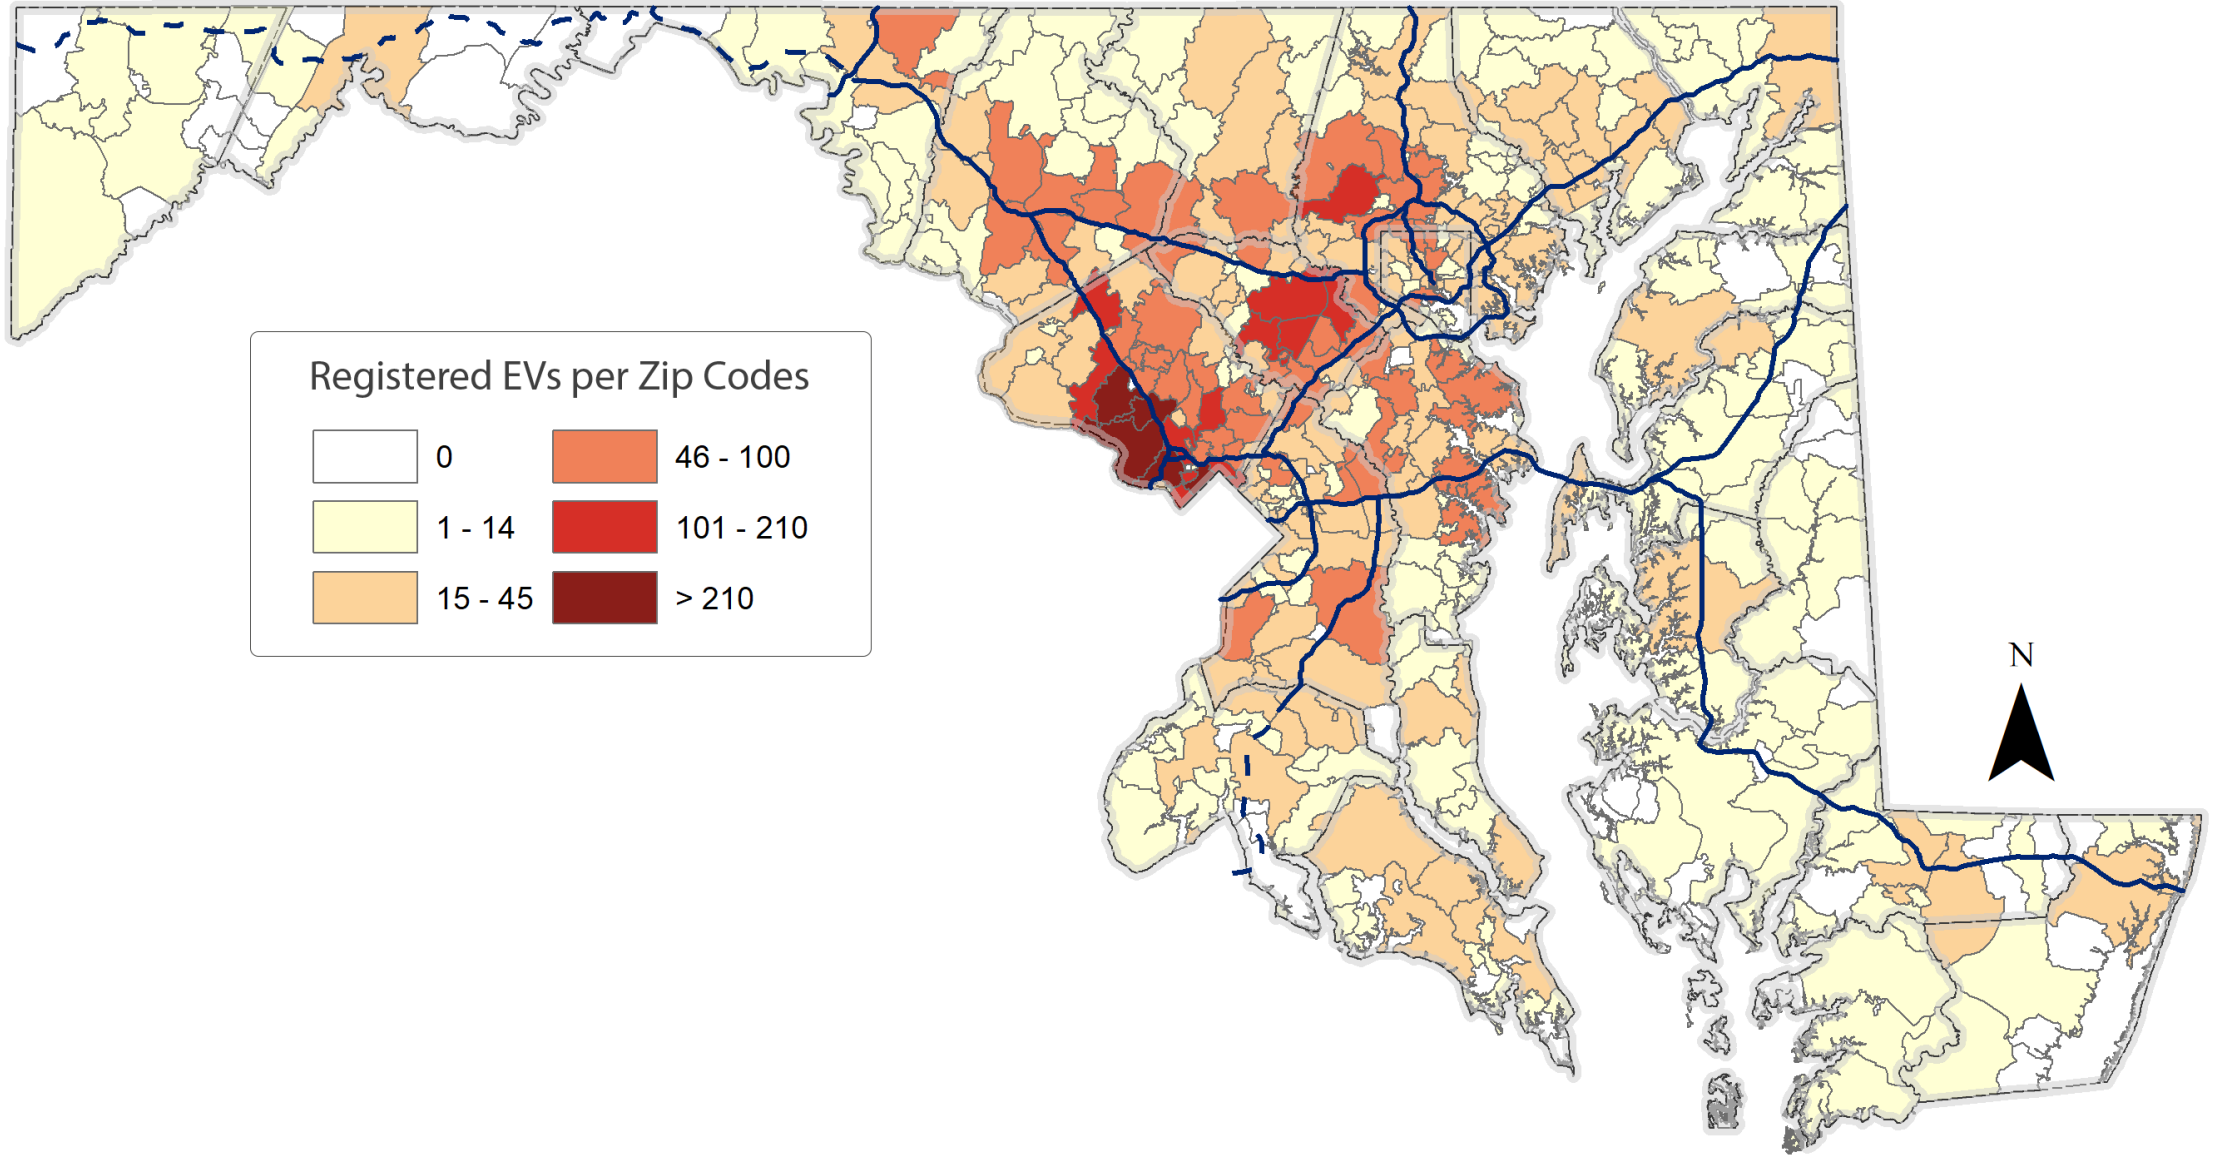 Registered EVs per Zip Codes
0
46 - 100
1 - 14
101 - 210
15 - 45
> 210
N